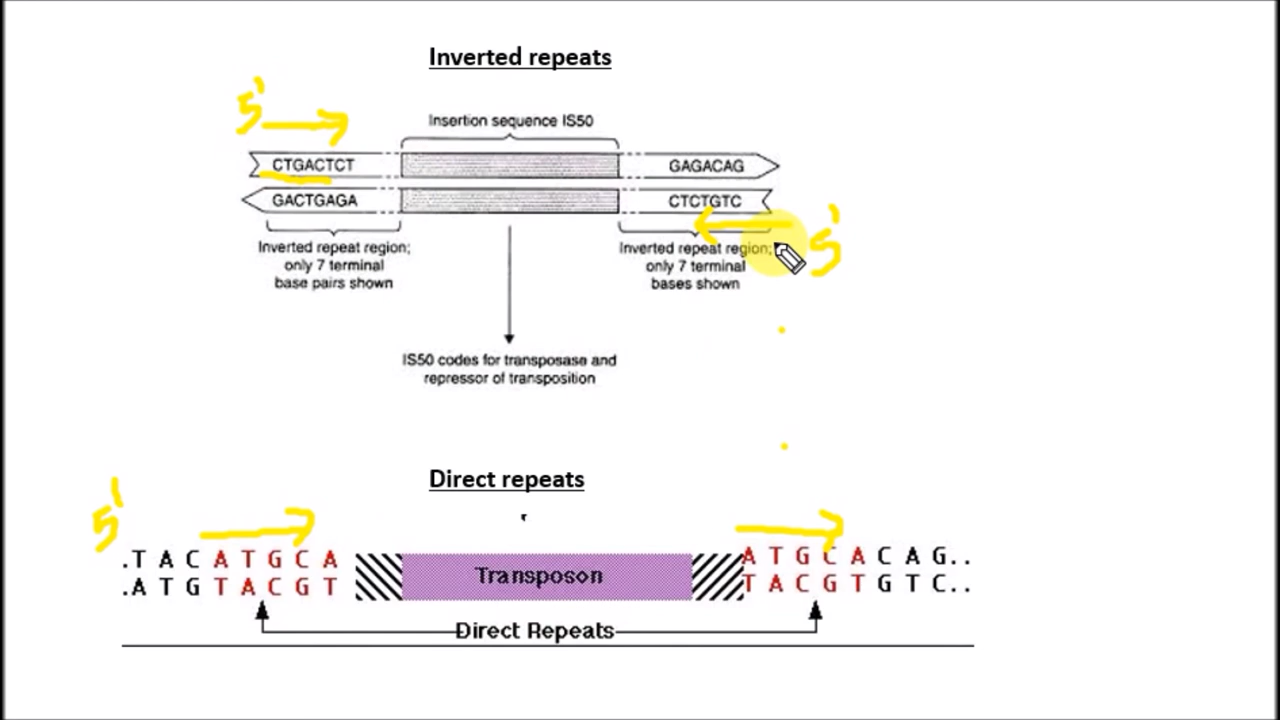 Inverted repeats
5'
Insertion sequence IS50
CTGACTCT GAGACAG
GACTGAGA CTCTGTC
5'
Inverted repeat region;
only 7 terminal
base pairs shown
Inverted repeat region;
only 7 terminal
bases shown
IS50 codes for transposase and
repressor of transposition
Direct repeats
5'
.T A C A T G C A
.A T G T A C G T
Transposon
A T G C A C A G..
T A C G T G T C..
Direct Repeats